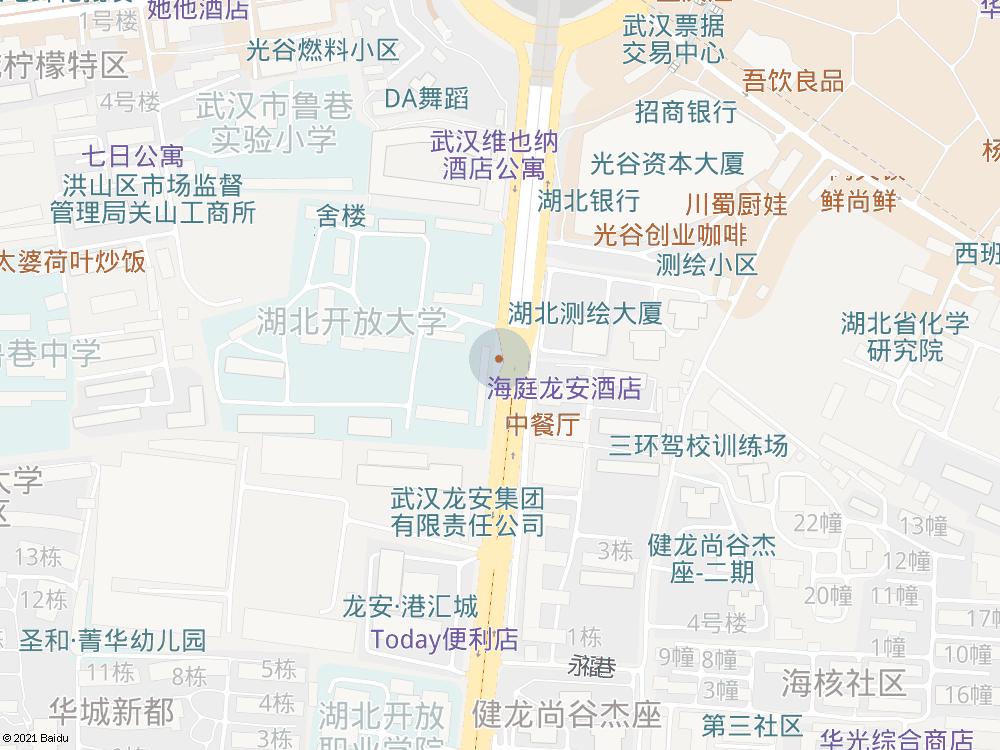 她他酒店
1号楼
光谷燃料小区
武汉票据
交易中心
柠檬特区
4号楼
武汉市鲁巷
实验小学
DA舞蹈
吾饮良品
招商银行
七日公寓
武汉维也纳
酒店公寓
光谷资本大厦
洪山区市场监督
管理局关山工商所
舍楼
湖北银行
川蜀厨娃
鲜尚鲜
太婆荷叶炒饭
光谷创业咖啡
测绘小区
西班
湖北开放大学
湖北测绘大厦
湖北省化学
研究院
鲁巷中学
海庭龙安酒店
中餐厅
三环驾校训练场
大学
区
武汉龙安集团
有限责任公司
22幢
13幢
13栋
3栋
健龙尚谷杰
座-二期
12幢
12栋
龙安·港汇城
20幢
11幢
4号楼
17幢
圣和·菁华幼儿园
Today便利店
1栋
1幢
10幢
11栋
8栋
5栋
永福巷
9幢
8幢
海核社区
16幢
4栋
3幢
华城新都
湖北开放
职业学院
健龙尚谷杰座
第三社区
3栋
华光综合商店
© 2021 Baidu